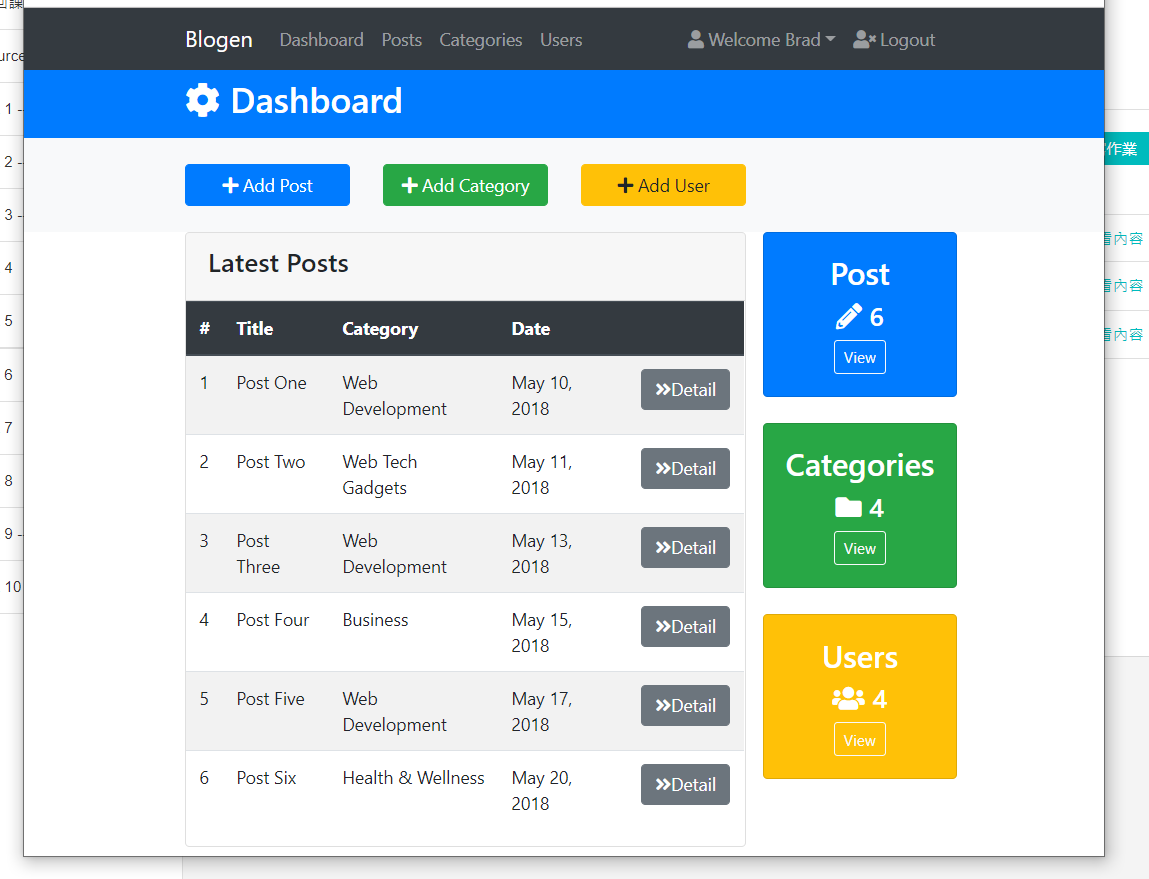 Blogen Dashboard Posts Categories Users Welcome Brad Logout
Dashboard
Add Post Add Category Add User
Latest Posts
# Title Category Date
1 Post One Web Development May 10, 2018 Detail
2 Post Two Web Tech Gadgets May 11, 2018 Detail
3 Post Three Web Development May 13, 2018 Detail
4 Post Four Business May 15, 2018 Detail
5 Post Five Web Development May 17, 2018 Detail
6 Post Six Health & Wellness May 20, 2018 Detail
Post
6
View
Categories
4
View
Users
4
View
1 -
2 -
3 -
4
5
6
7
8
9 -
10
作業
內容
內容
內容